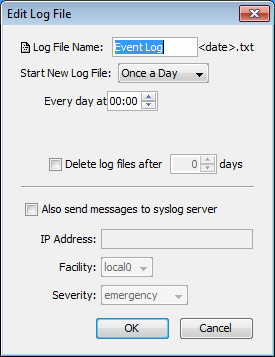 Edit Log File
Log File Name: Event Log <date>.txt
Start New Log File: Once a Day
Every day at 00:00
Delete log files after 0 days
Also send messages to syslog server
IP Address:
Facility: local0
Severity: emergency
OK Cancel